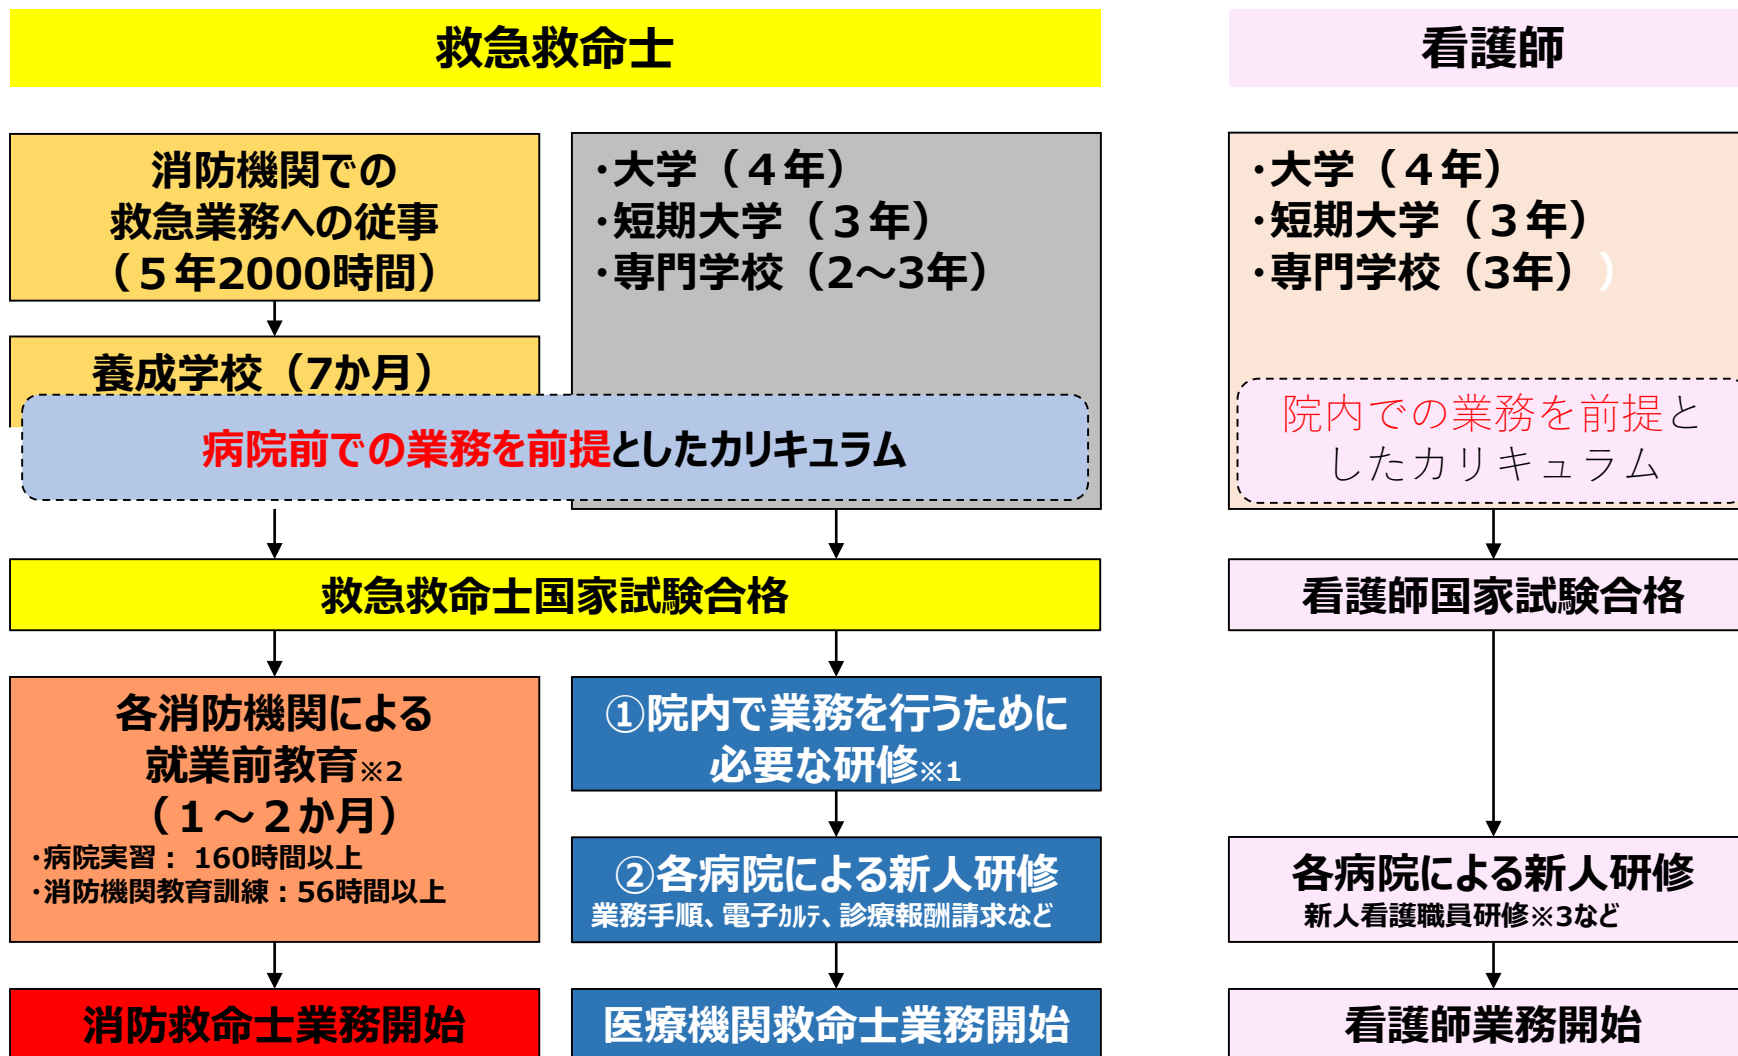 救急救命士
看護師
消防機関での
救急業務への従事
（５年2000時間）
養成学校（7か月）
・大学（４年）
・短期大学（３年）
・専門学校（2～3年）
病院前での業務を前提としたカリキュラム
・大学（４年）
・短期大学（３年）
・専門学校（3年））
院内での業務を前提と
したカリキュラム
救急救命士国家試験合格
看護師国家試験合格
各消防機関による
就業前教育※2
（１～２か月）
・病院実習： 160時間以上
・消防機関教育訓練：56時間以上
①院内で業務を行うために
必要な研修※1
②各病院による新人研修
業務手順、電子ｶﾙﾃ、診療報酬請求など
各病院による新人研修
新人看護職員研修※3など
消防救命士業務開始
医療機関救命士業務開始
看護師業務開始